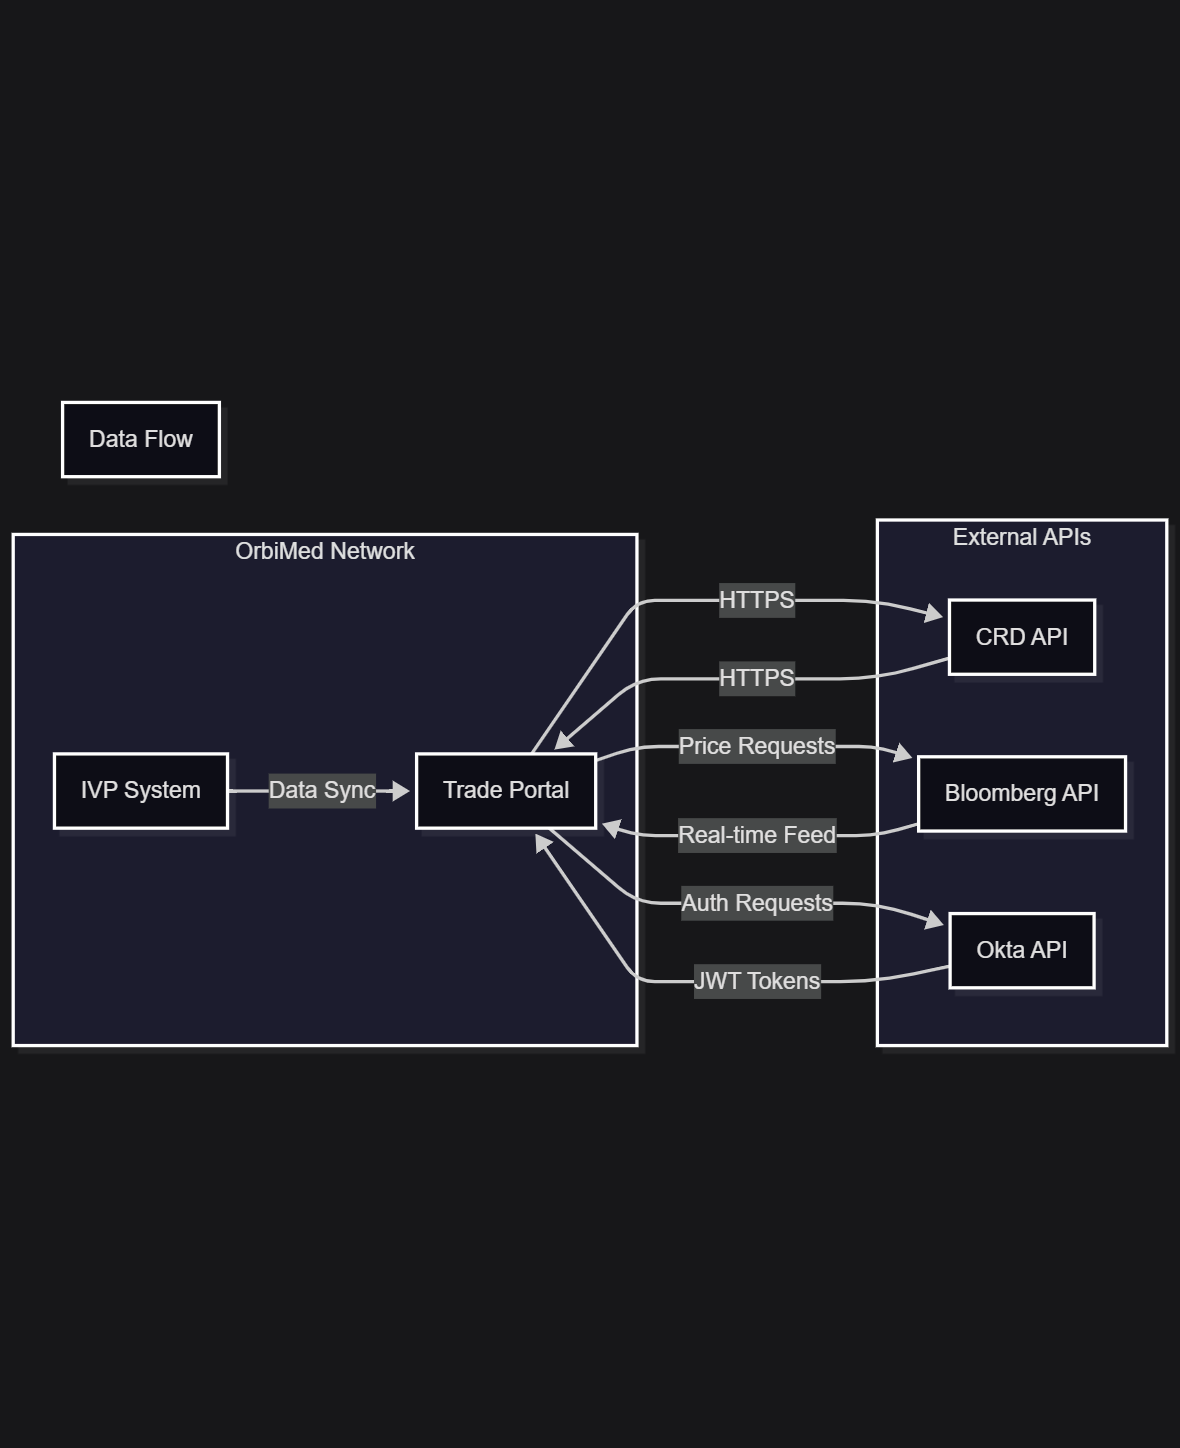 Data Flow
OrbiMed Network
External APIs
HTTPS
CRD API
HTTPS
Price Requests
IVP System
Data Sync
Trade Portal
Bloomberg API
Real-time Feed
Auth Requests
Okta API
JWT Tokens